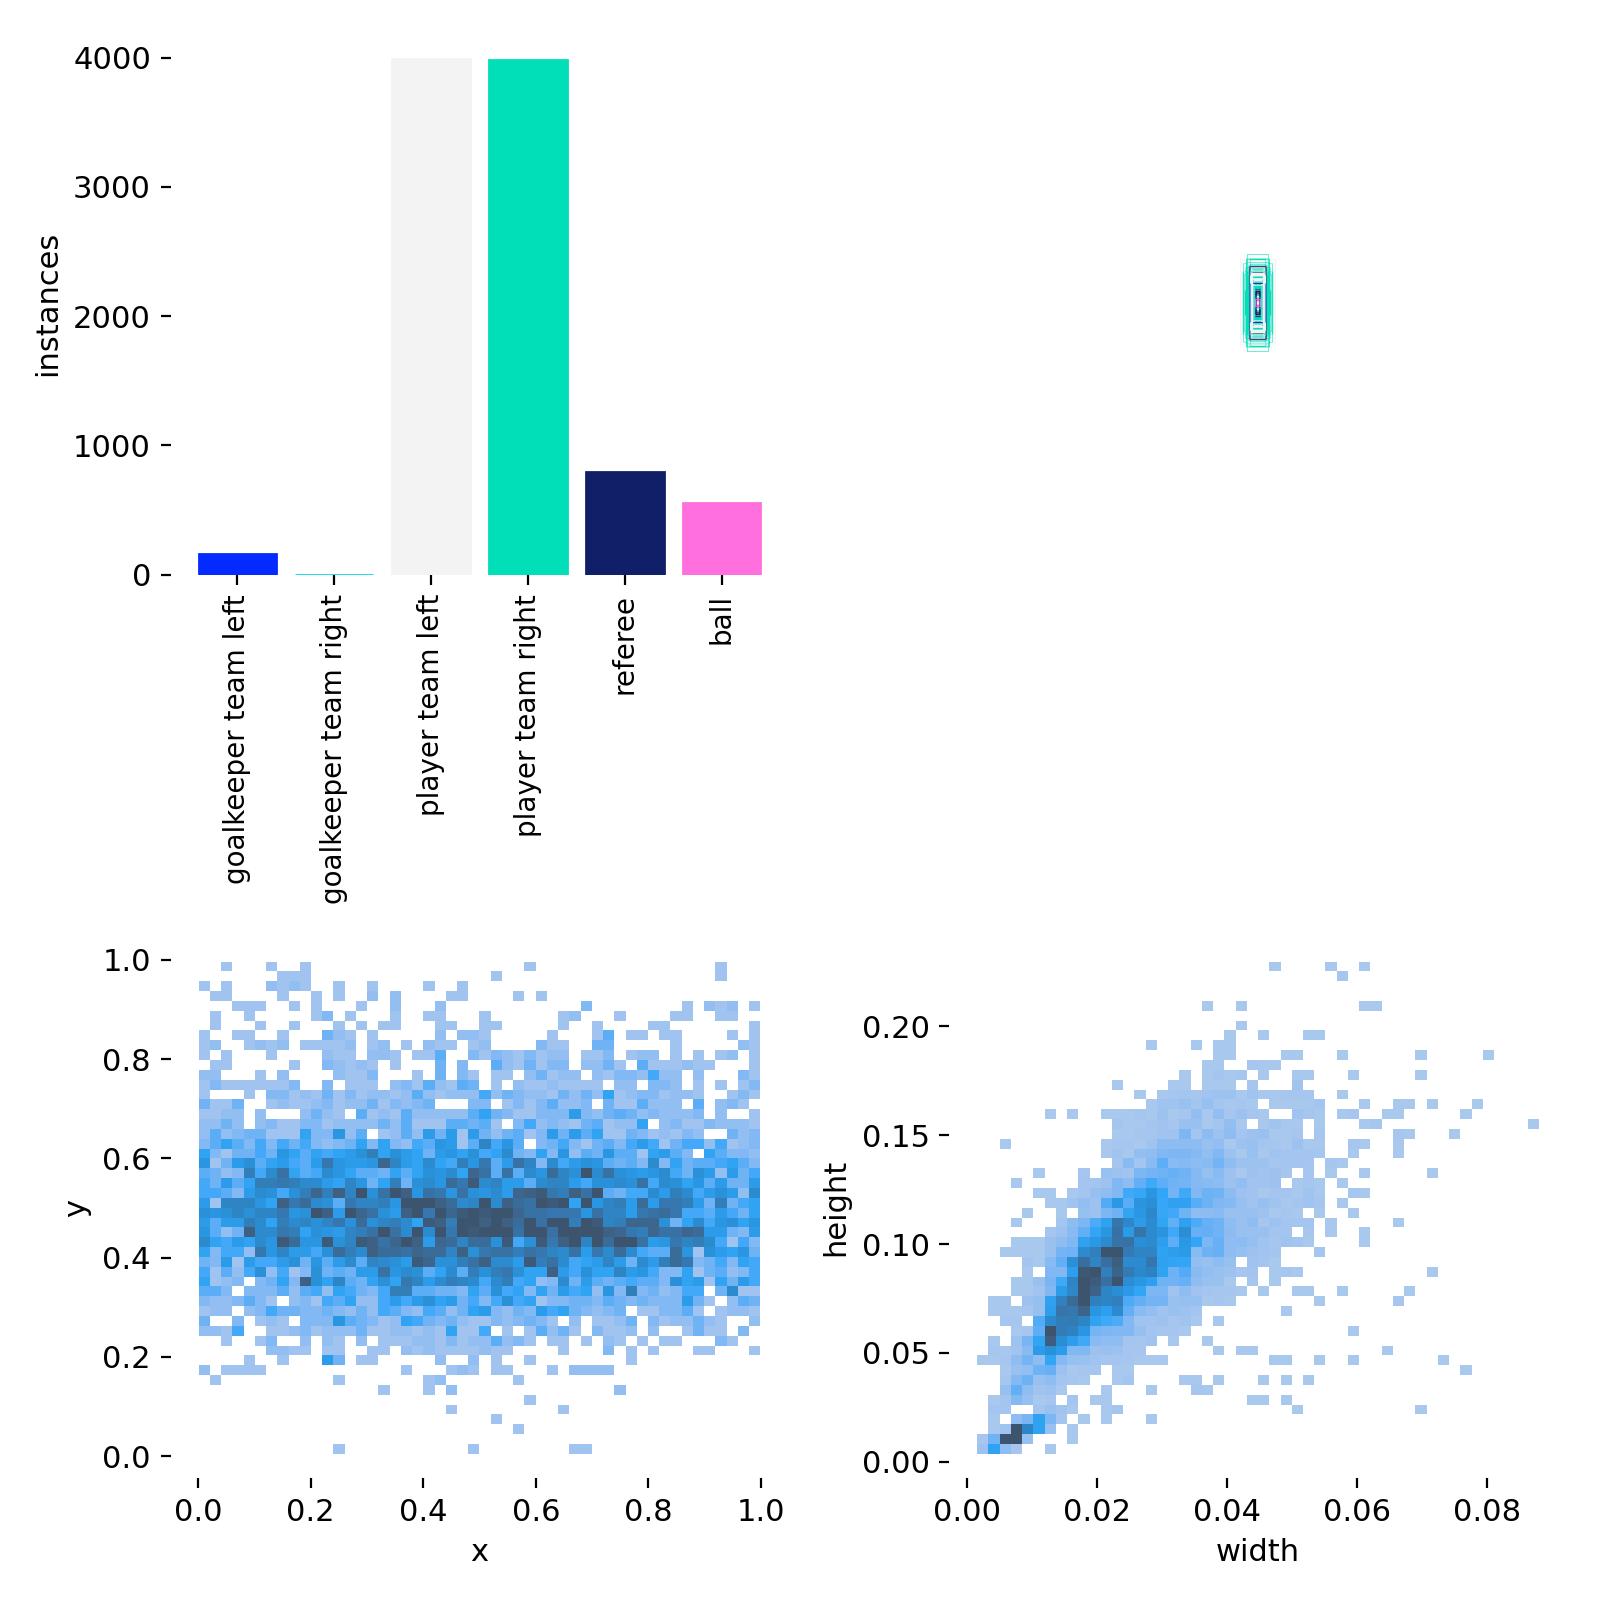 4000
3000
2000
1000
0
instances
goalkeeper team left
goalkeeper team right
player team left
player team right
referee
ball
1.0
0.8
0.6
0.4
0.2
0.0
y
0.0 0.2 0.4 0.6 0.8 1.0
x
0.20
0.15
0.10
0.05
0.00
height
0.00 0.02 0.04 0.06 0.08
width